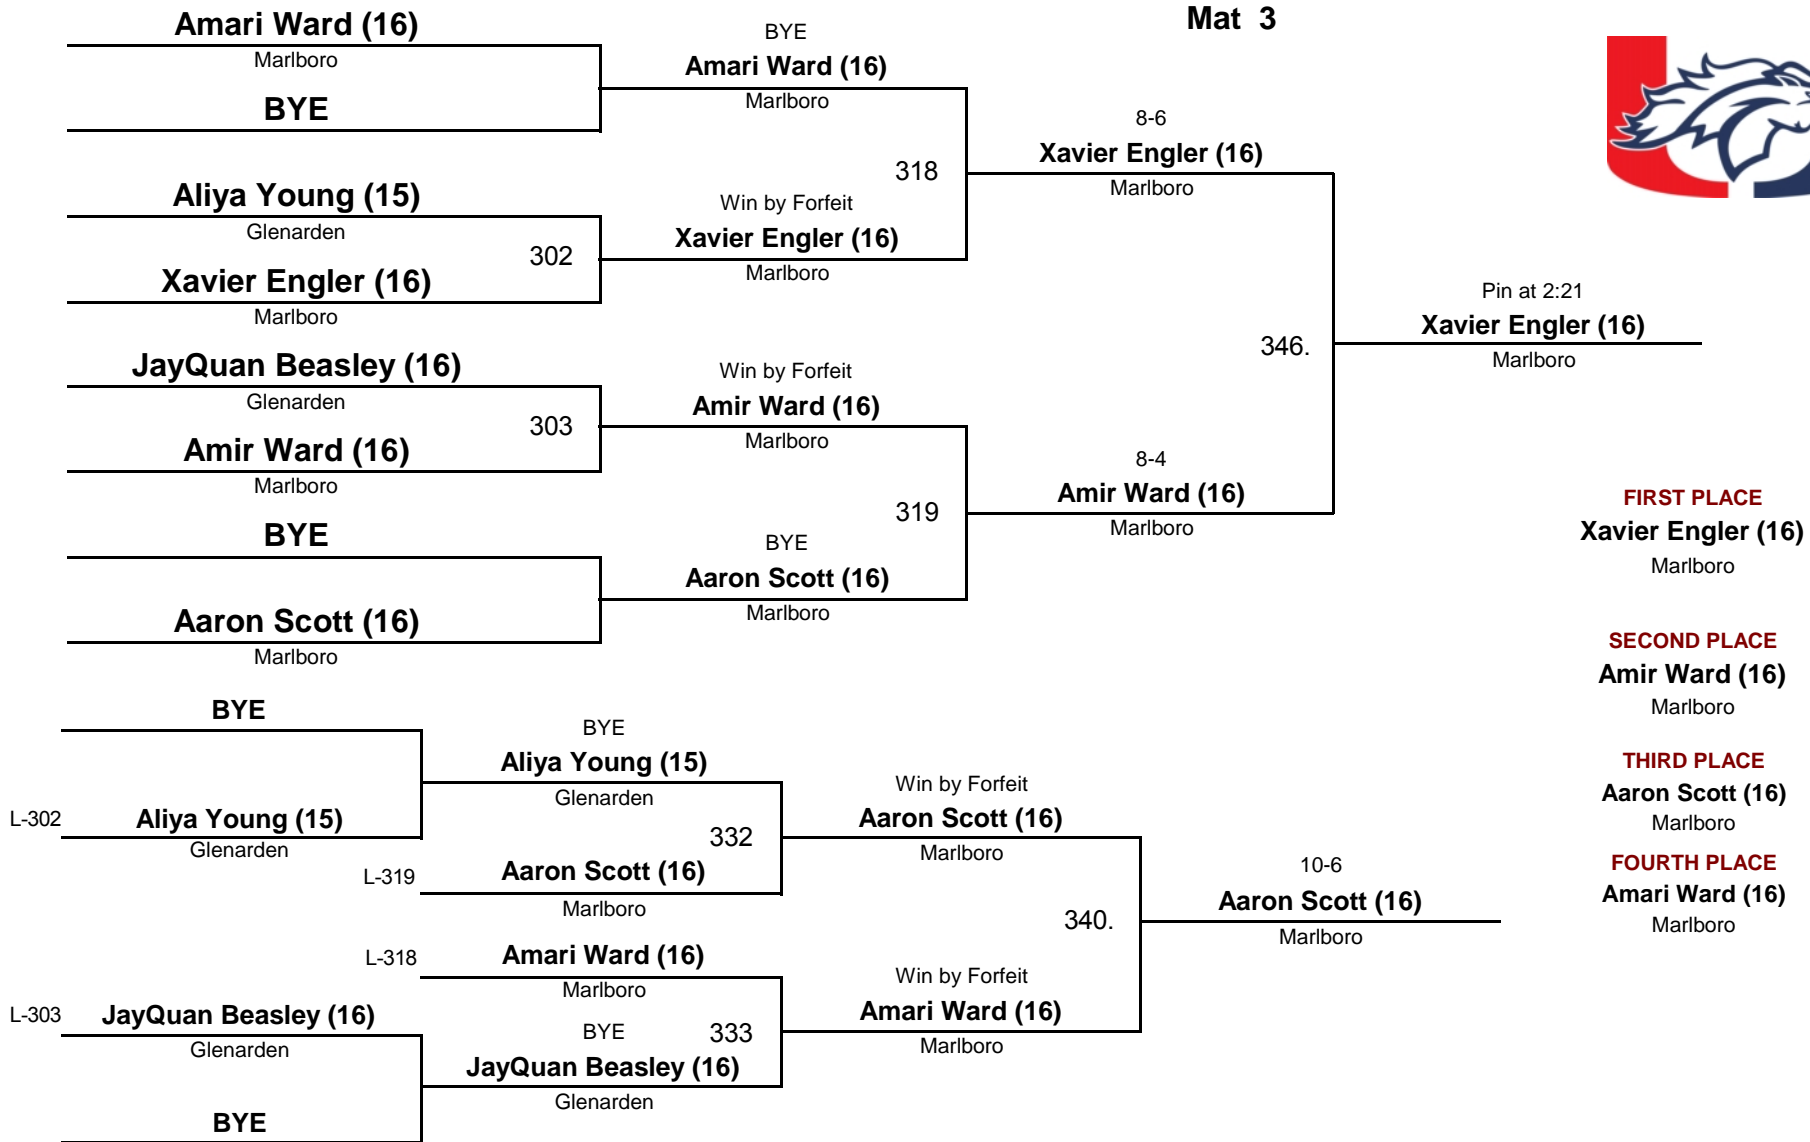 Mat 3
Amari Ward (16)
Marlboro
BYE
Aliya Young (15)
Glenarden
302
Xavier Engler (16)
Marlboro
JayQuan Beasley (16)
Glenarden
303
Amir Ward (16)
Marlboro
BYE
Aaron Scott (16)
Marlboro
BYE
Amari Ward (16)
Marlboro
318
Win by Forfeit
Xavier Engler (16)
Marlboro
Win by Forfeit
Amir Ward (16)
Marlboro
319
BYE
Aaron Scott (16)
Marlboro
8-6
Xavier Engler (16)
Marlboro
346.
8-4
Amir Ward (16)
Marlboro
Pin at 2:21
Xavier Engler (16)
Marlboro
FIRST PLACE
Xavier Engler (16)
Marlboro
SECOND PLACE
Amir Ward (16)
Marlboro
THIRD PLACE
Aaron Scott (16)
Marlboro
FOURTH PLACE
Amari Ward (16)
Marlboro
BYE
L-302
Aliya Young (15)
Glenarden
BYE
Aliya Young (15)
Glenarden
332
L-319
Aaron Scott (16)
Marlboro
L-318
Amari Ward (16)
Marlboro
L-303
JayQuan Beasley (16)
Glenarden
BYE
333
JayQuan Beasley (16)
Glenarden
BYE
Win by Forfeit
Aaron Scott (16)
Marlboro
340.
Win by Forfeit
Amari Ward (16)
Marlboro
10-6
Aaron Scott (16)
Marlboro